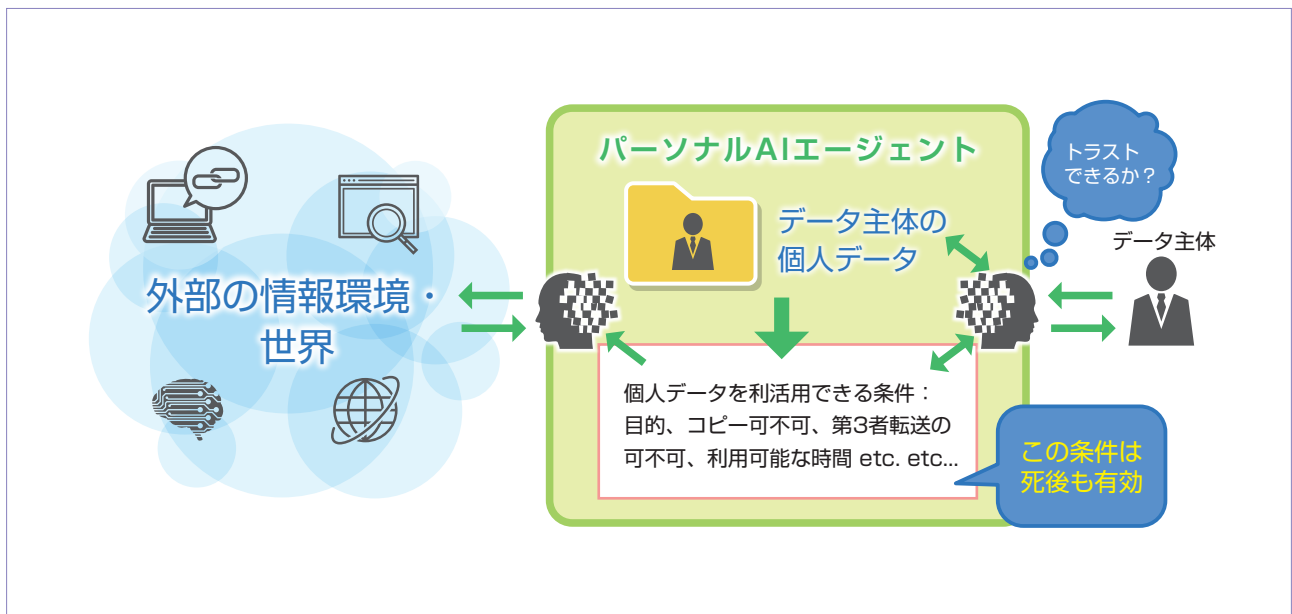 パーソナルAIエージェント
トラスト
できるか？
データ主体
データ主体の
個人データ
外部の情報環境・
世界
個人データを利活用できる条件：
目的、コピー可不可、第3者転送の
可不可、利用可能な時間 etc. etc...
この条件は
死後も有効